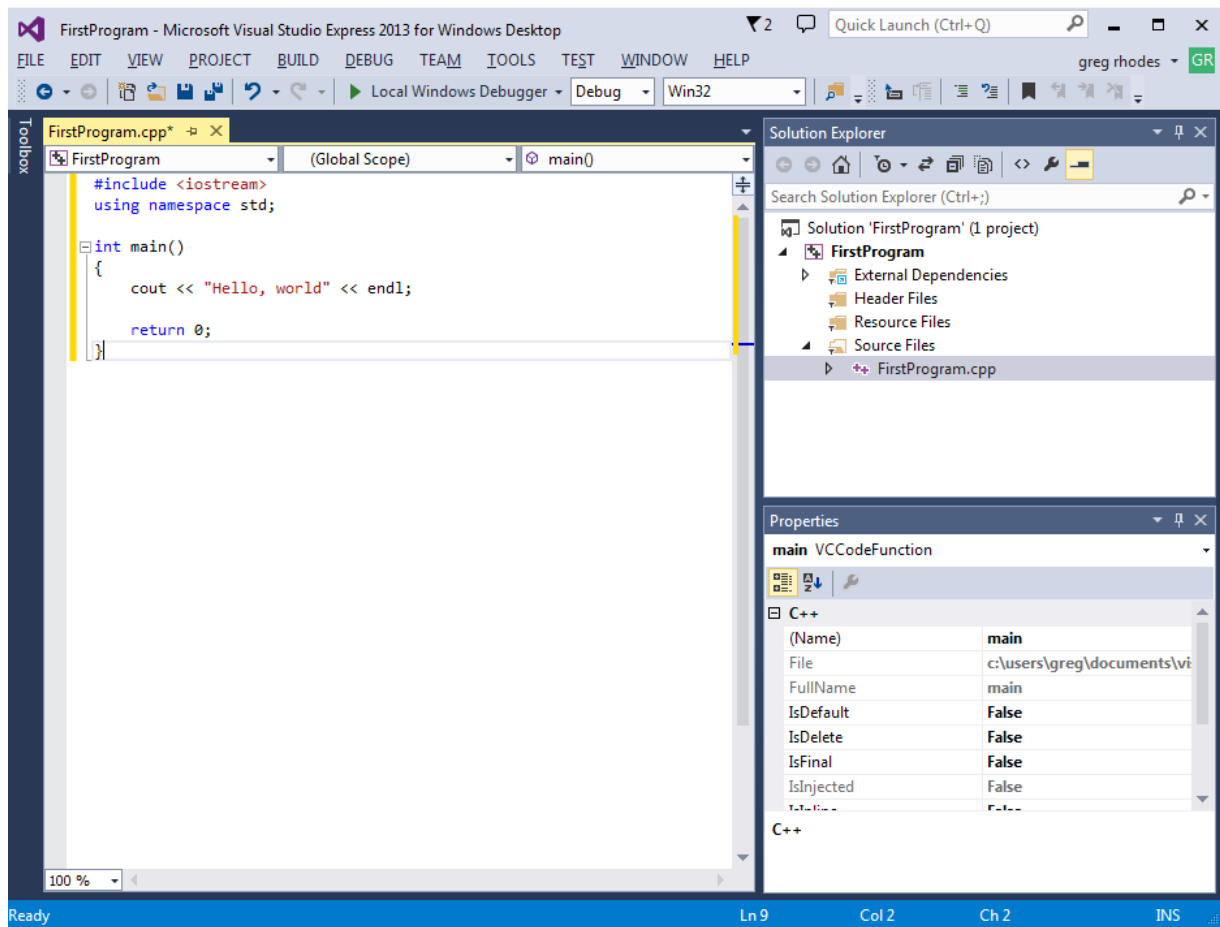 FirstProgram - Microsoft Visual Studio Express 2013 for Windows Desktop 2 Quick Launch (Ctrl+Q)
FILE EDIT VIEW PROJECT BUILD DEBUG TEAM TOOLS TEST WINDOW HELP greg rhodes GR
Local Windows Debugger Debug Win32
Toolbox
FirstProgram.cpp*
FirstProgram (Global Scope) main()
#include <iostream>
using namespace std;
int main()
{
cout << "Hello, world" << endl;
return 0;
}
100 %
Solution Explorer
Search Solution Explorer (Ctrl+;)
Solution 'FirstProgram' (1 project)
FirstProgram
External Dependencies
Header Files
Resource Files
Source Files
FirstProgram.cpp
Properties
main VCCodeFunction
C++
(Name) main
File c:\users\greg\documents\vi
FullName main
IsDefault False
IsDelete False
IsFinal False
IsInjected False
C++
Ready Ln 9 Col 2 Ch 2 INS